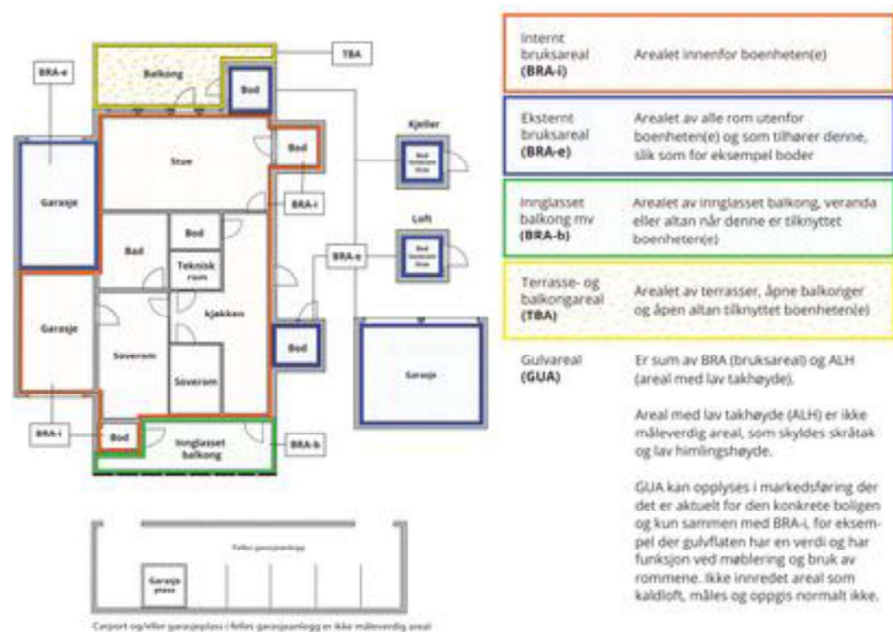 TBA
BRA-e
Balkong
Bod
Kjeller
Stue
Bod
Bod
Garasje
BRA-i
Bod
Loft
Bad
Teknisk
rom
BRA-e
Bod
Garasje
kjøkken
Soverom
Bod
Garasje
Soverom
BRA-i
Bod
Innglasset
balkong
BRA-b
Felles garasjeanlegg
Garasje
plass
Carport og/eller garasjeplass i felles garasjeanlegg er ikke måleverdig areal
Internt
bruksareal
(BRA-i)
Arealet innenfor boenheten(e)
Eksternt
bruksareal
(BRA-e)
Arealet av alle rom utenfor
boenheten(e) og som tilhører denne,
slik som for eksempel boder
Innglasset
balkong mv
(BRA-b)
Arealet av innglasset balkong, veranda
eller altan når denne er tilknyttet
boenheten(e)
Terrasse- og
balkongareal
(TBA)
Arealet av terrasser, åpne balkonger
og åpen altan tilknyttet boenheten(e)
Gulvareal
(GUA)
Er sum av BRA (bruksareal) og ALH
(areal med lav takhøyde).
Areal med lav takhøyde (ALH) er ikke
måleverdig areal, som skyldes skråtak
og lav himlingshøyde.
GUA kan opplyses i markedsføring der
det er aktuelt for den konkrete boligen
og kun sammen med BRA-i, for eksem-
pel der gulvflaten har en verdi og har
funksjon ved møblering og bruk av
rommene. Ikke innredet areal som
kaldloft, måles og oppgis normalt ikke.